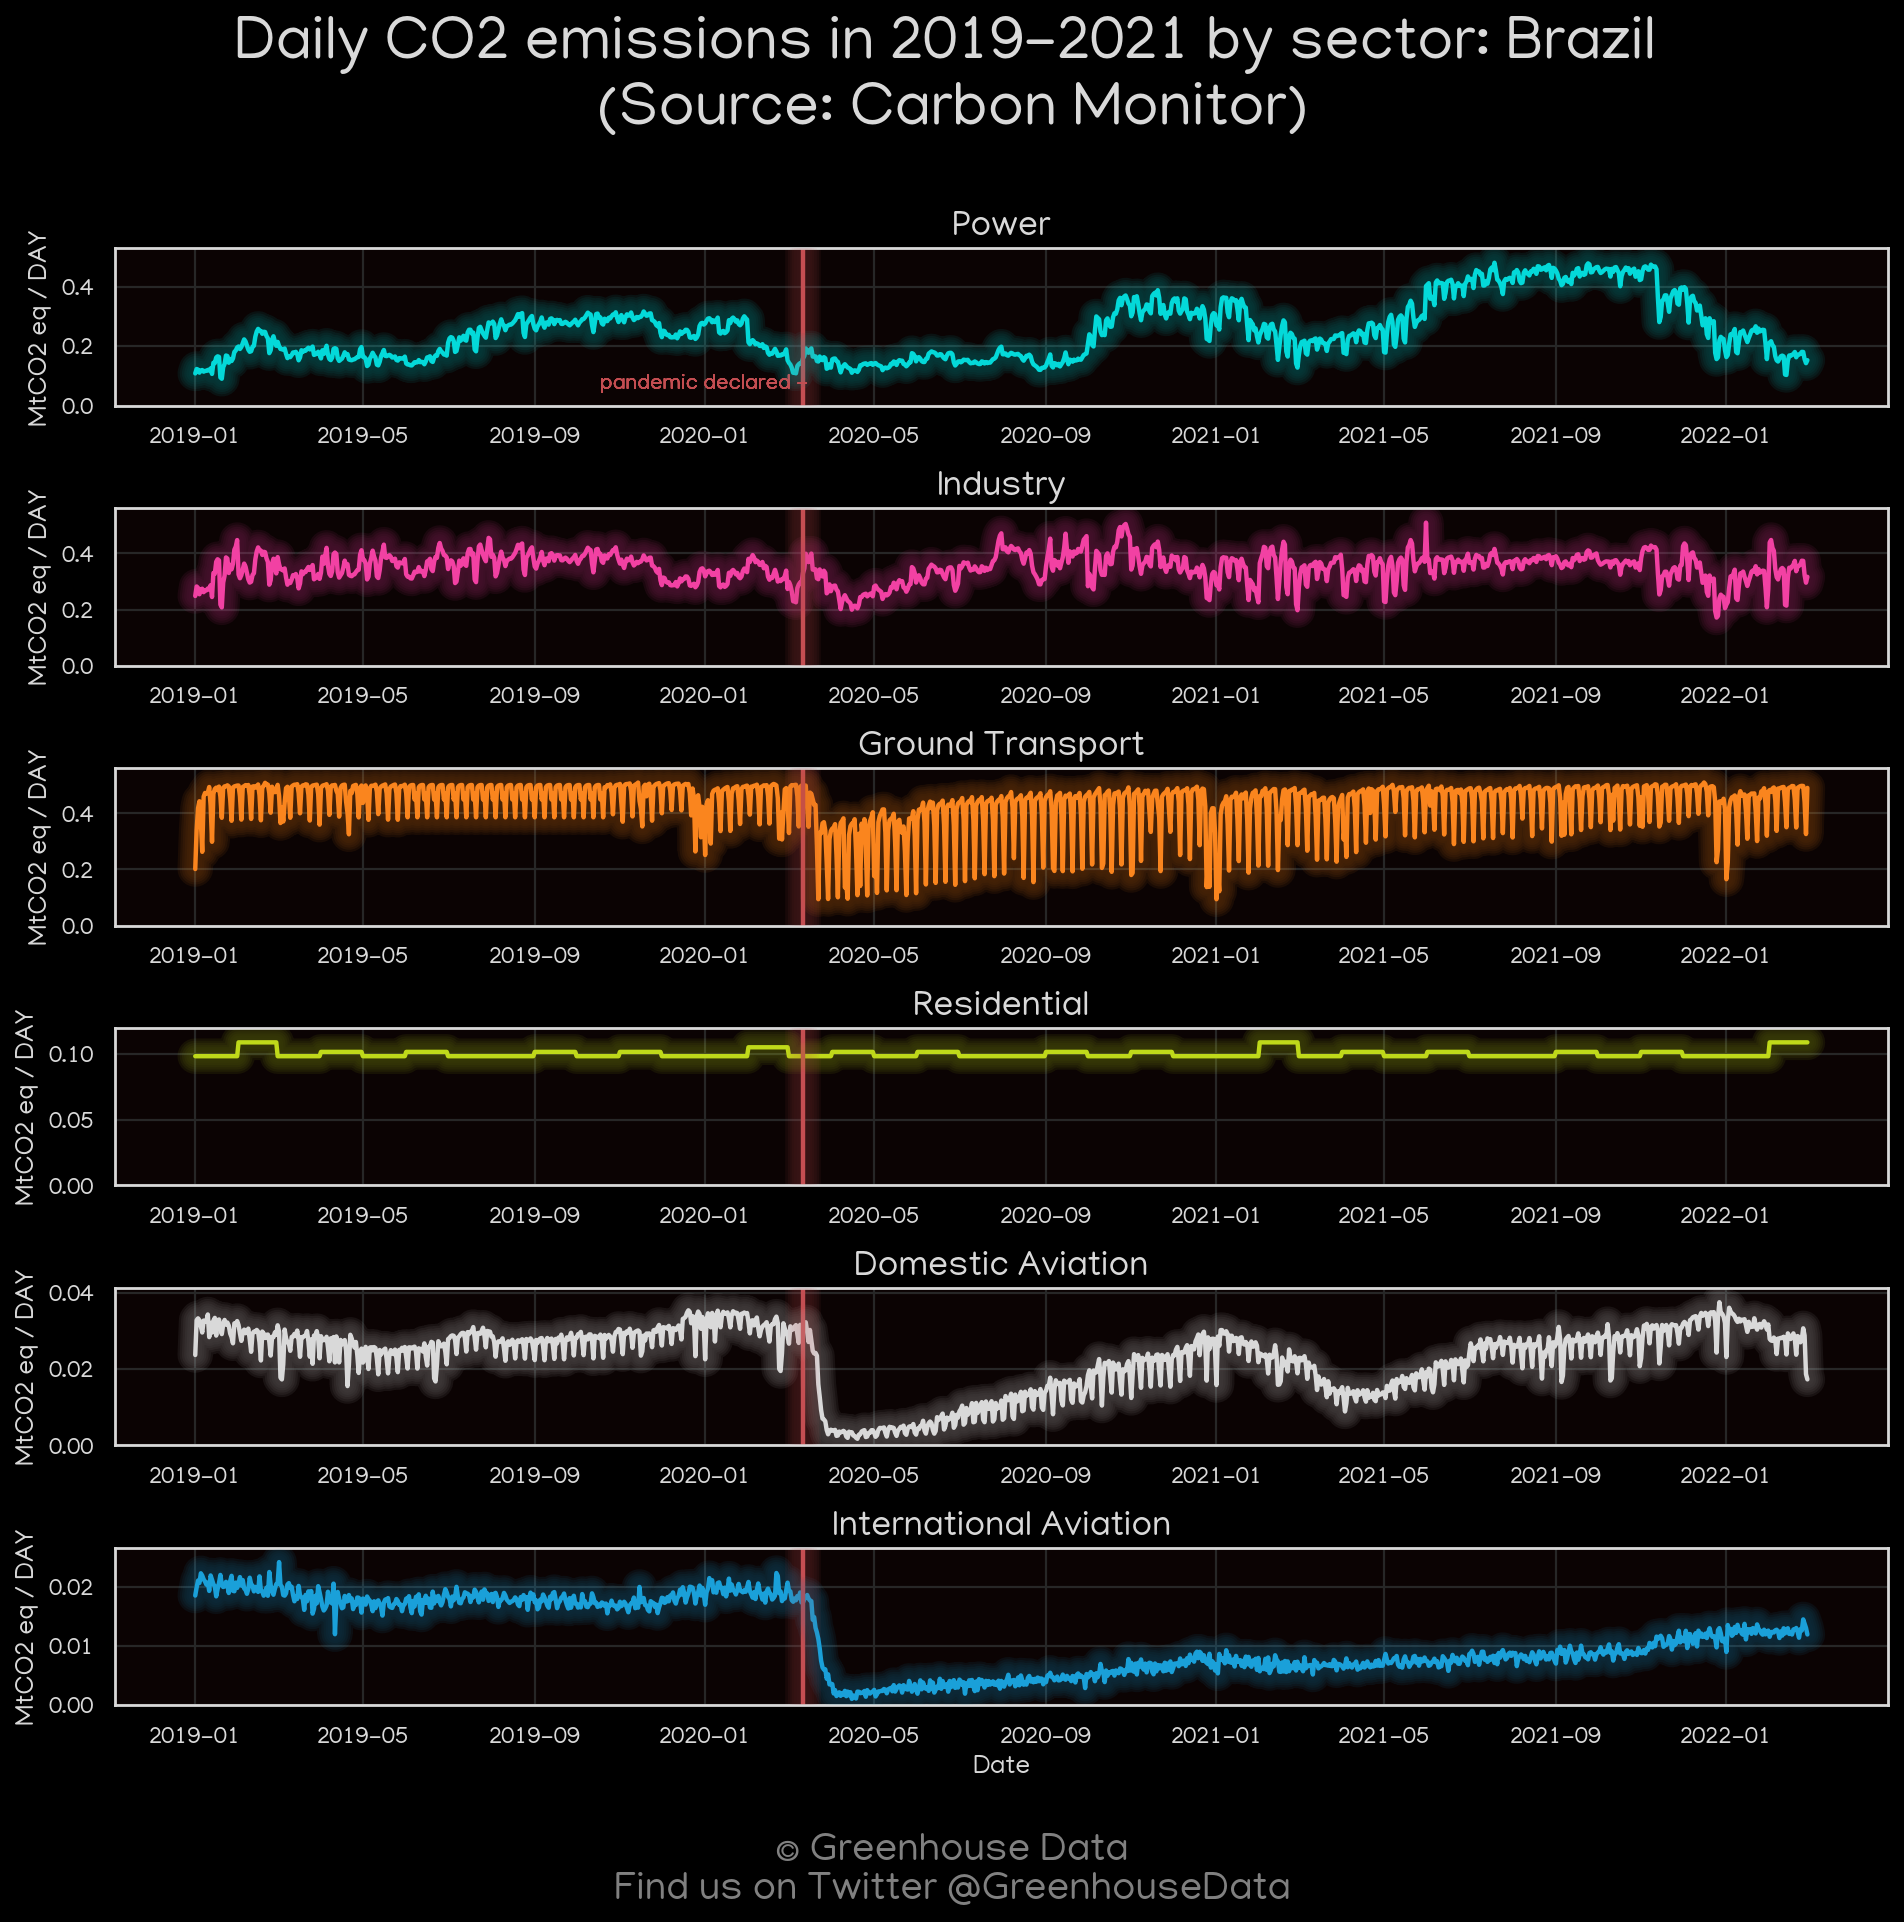 Daily CO2 emissions in 2019-2021 by sector: Brazil
(Source: Carbon Monitor)
Power
MtCO2 eq / DAY
0.4
0.2
0.0
pandemic declared
2019-01 2019-05 2019-09 2020-01 2020-05 2020-09 2021-01 2021-05 2021-09 2022-01
Industry
MtCO2 eq / DAY
0.4
0.2
0.0
2019-01 2019-05 2019-09 2020-01 2020-05 2020-09 2021-01 2021-05 2021-09 2022-01
Ground Transport
MtCO2 eq / DAY
0.4
0.2
0.0
2019-01 2019-05 2019-09 2020-01 2020-05 2020-09 2021-01 2021-05 2021-09 2022-01
Residential
MtCO2 eq / DAY
0.10
0.05
0.00
2019-01 2019-05 2019-09 2020-01 2020-05 2020-09 2021-01 2021-05 2021-09 2022-01
Domestic Aviation
MtCO2 eq / DAY
0.04
0.02
0.00
2019-01 2019-05 2019-09 2020-01 2020-05 2020-09 2021-01 2021-05 2021-09 2022-01
International Aviation
MtCO2 eq / DAY
0.02
0.01
0.00
2019-01 2019-05 2019-09 2020-01 2020-05 2020-09 2021-01 2021-05 2021-09 2022-01
Date
© Greenhouse Data
Find us on Twitter @GreenhouseData